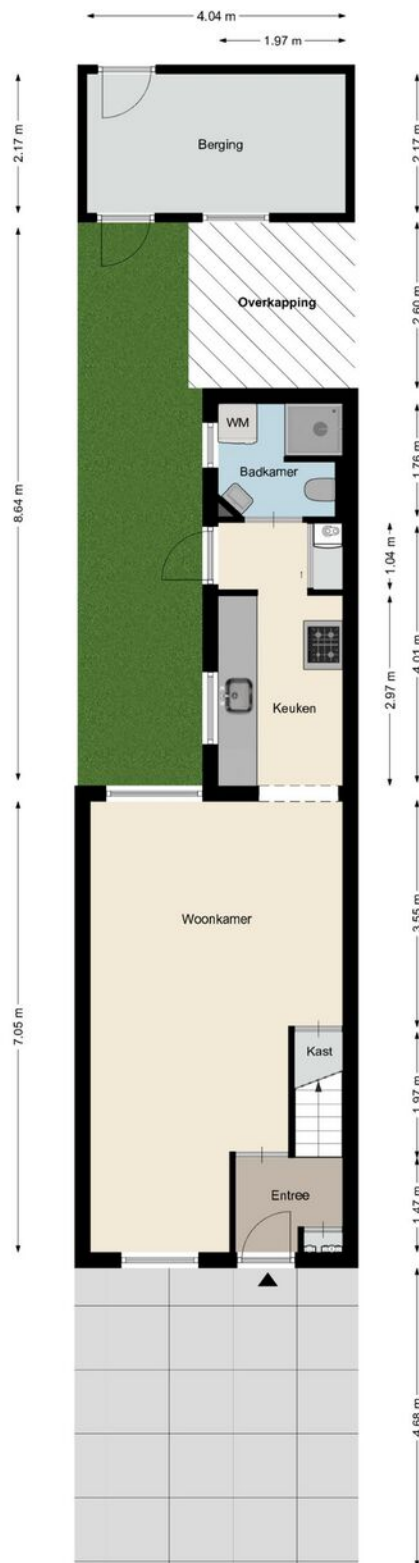 4.04 m
1.97 m
2.17 m
2.17 m
Berging
8.64 m
2.60 m
Overkapping
WM
Badkamer
1.76 m
1.04 m
4.01 m
2.97 m
Keuken
7.05 m
Woonkamer
3.55 m
Kast
1.97 m
Entree
1.47 m
4.68 m